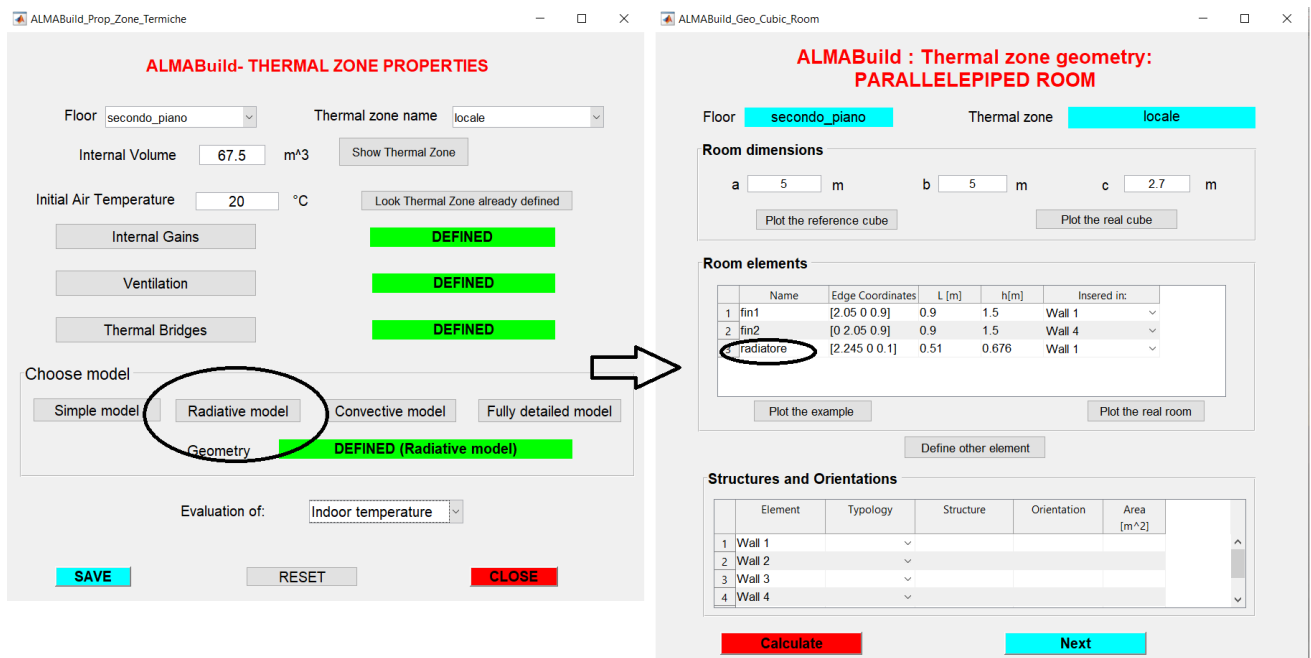 ALMABuild_Prop_Zone_Termiche
ALMABuild- THERMAL ZONE PROPERTIES
Floor secondo_piano Thermal zone name locale
Internal Volume 67.5 m^3 Show Thermal Zone
Initial Air Temperature 20 °C Look Thermal Zone already defined
Internal Gains DEFINED
Ventilation DEFINED
Thermal Bridges DEFINED
Choose model
Simple model Radiative model Convective model Fully detailed model
Geometry DEFINED (Radiative model)
Evaluation of: Indoor temperature
SAVE RESET CLOSE
ALMABuild_Geo_Cubic_Room
ALMABuild : Thermal zone geometry:
PARALLELEPIPED ROOM
Floor secondo_piano Thermal zone locale
Room dimensions
a 5 m b 5 m c 2.7 m
Plot the reference cube Plot the real cube
Room elements
Name Edge Coordinates L [m] h[m] Insered in:
1 fin1 [2.05 0 0.9] 0.9 1.5 Wall 1
2 fin2 [0 2.05 0.9] 0.9 1.5 Wall 4
3 radiatore [2.245 0 0.1] 0.51 0.676 Wall 1
Plot the example Plot the real room
Define other element
Structures and Orientations
Element Typology Structure Orientation Area
[m^2]
1 Wall 1
2 Wall 2
3 Wall 3
4 Wall 4
Calculate Next